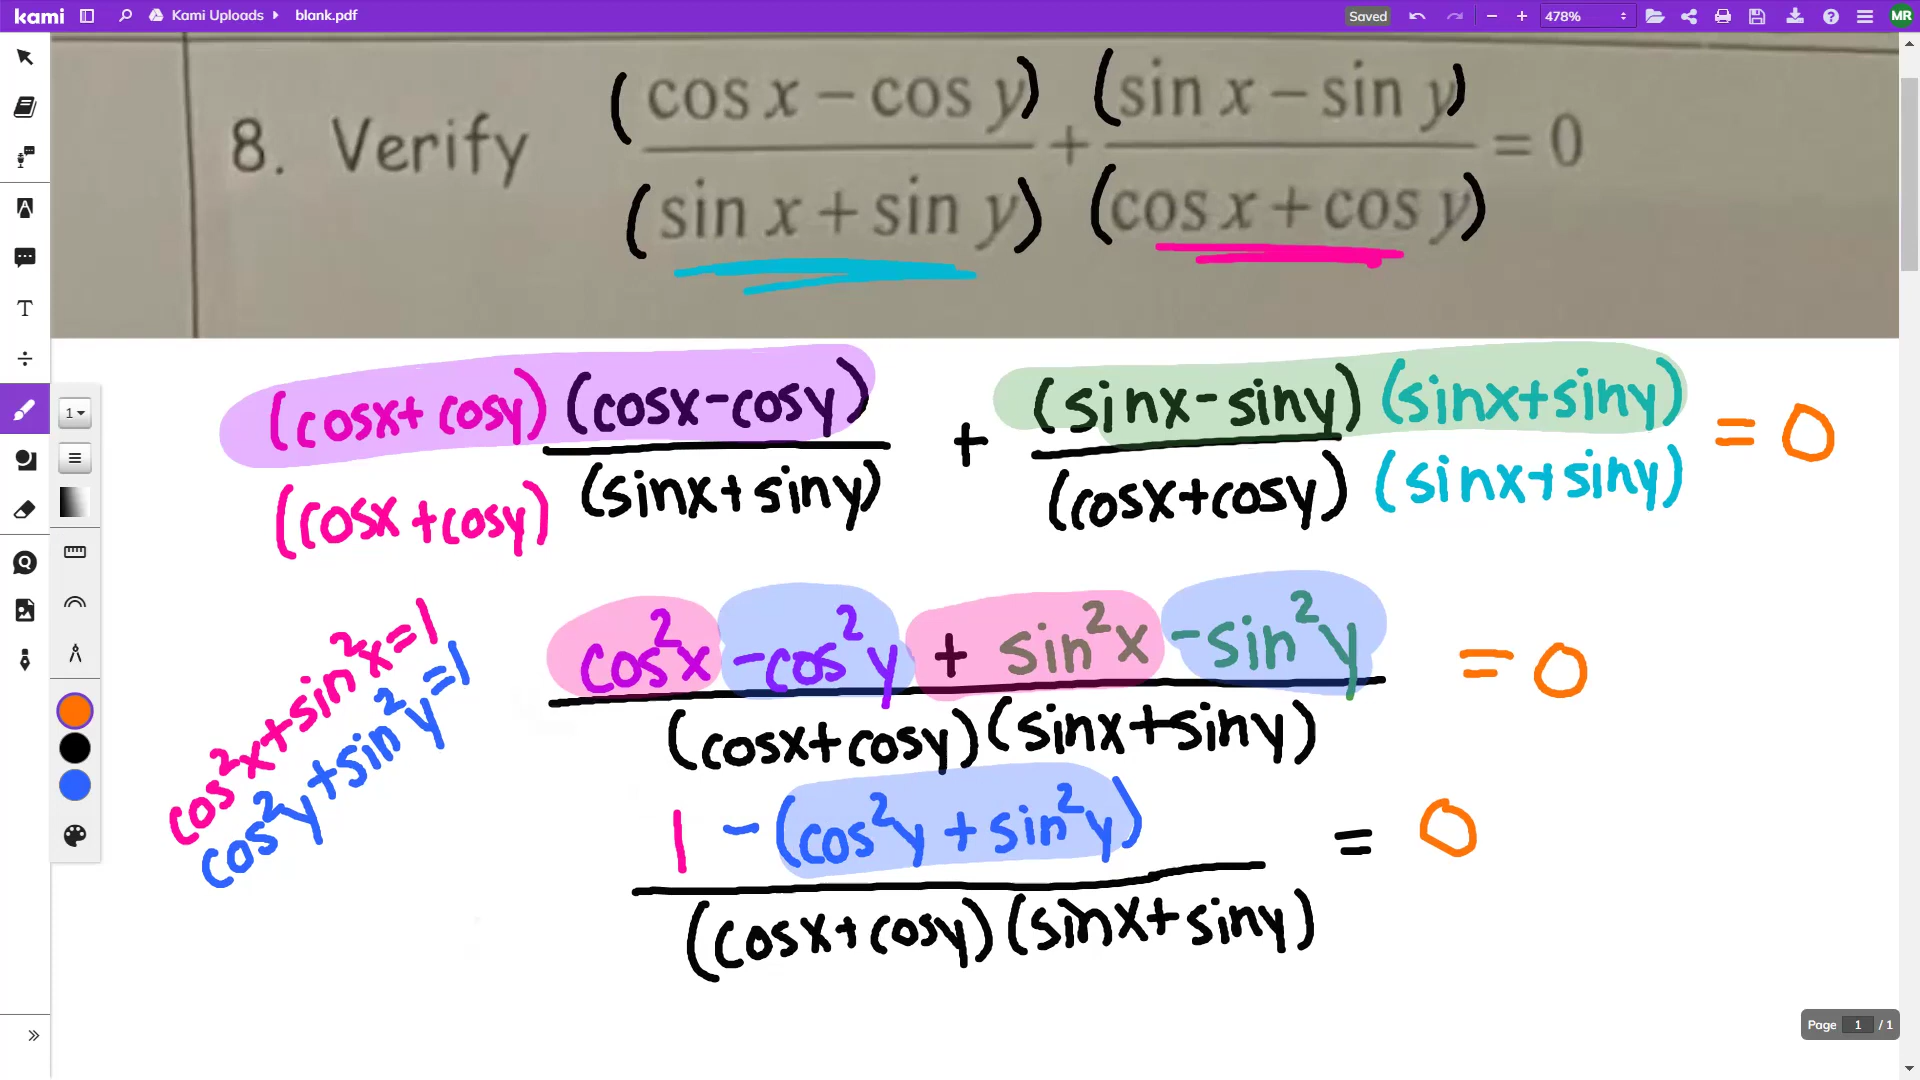 kami Kami Uploads blank.pdf Saved 478% MR
8. Verify (cos x − cos y)/(sin x + sin y) + (sin x − sin y)/(cos x + cos y) = 0
(cosx+cosy)(cosx-cosy)/(cosx+cosy)(sinx+siny) + (sinx-siny)(sinx+siny)/(cosx+cosy)(sinx+siny) = 0
cos²x -cos²y + sin²x -sin²y = 0
(cosx+cosy)(sinx+siny)
cos²x+sin²x=1
cos²y+sin²y=1
1 -(cos²y + sin²y) = 0
(cosx+cosy)(sinx+siny)
1
Page 1 / 1